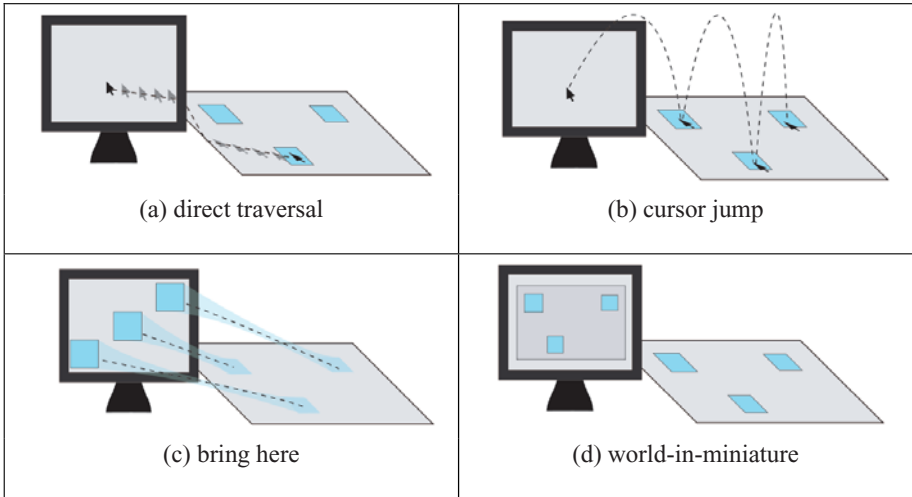 (a) direct traversal
(b) cursor jump
(c) bring here
(d) world-in-miniature